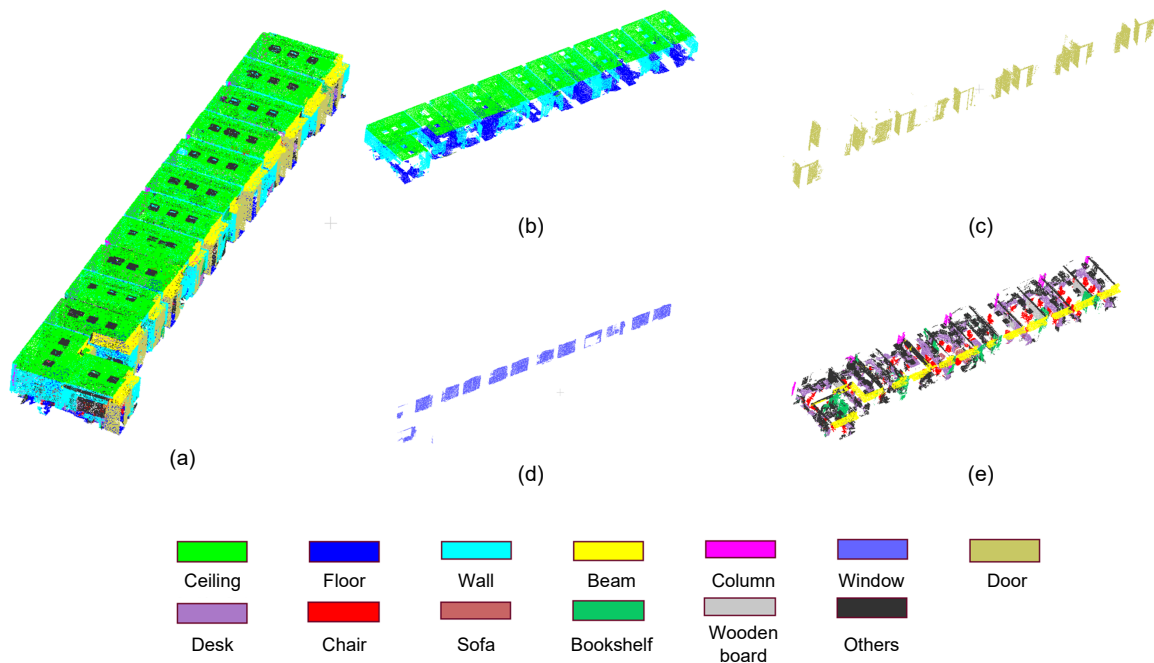 (a)
(b)
(c)
(d)
(e)
Ceiling
Floor
Wall
Beam
Column
Window
Door
Desk
Chair
Sofa
Bookshelf
Wooden
board
Others